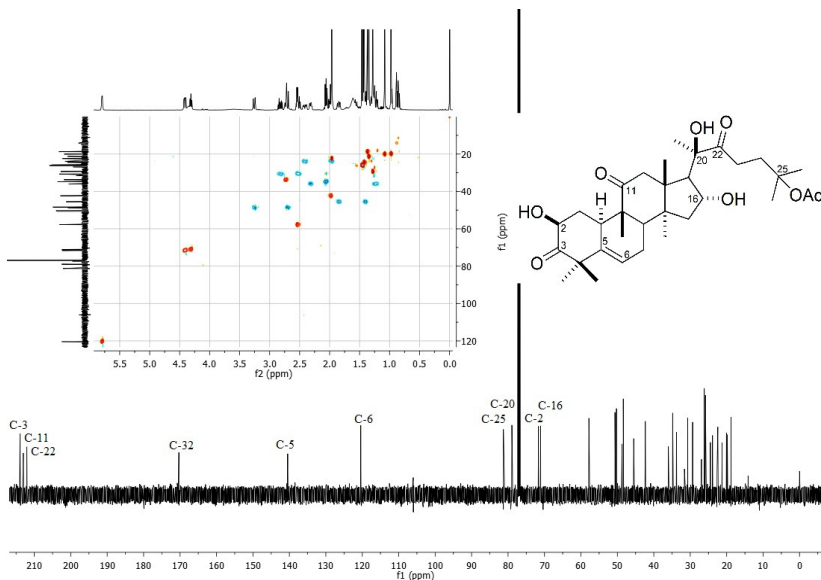 20
40
60
80
100
120
f1 (ppm)
5.5 5.0 4.5 4.0 3.5 3.0 2.5 2.0 1.5 1.0 0.5 0.0
f2 (ppm)
OH O
20 22
25
OAc
O
11
H
16
OH
HO
2
3
5
6
O
C-3
C-11
C-22
C-32
C-5
C-6
C-20
C-25
C-16
C-2
210 200 190 180 170 160 150 140 130 120 110 100 90 80 70 60 50 40 30 20 10 0
f1 (ppm)